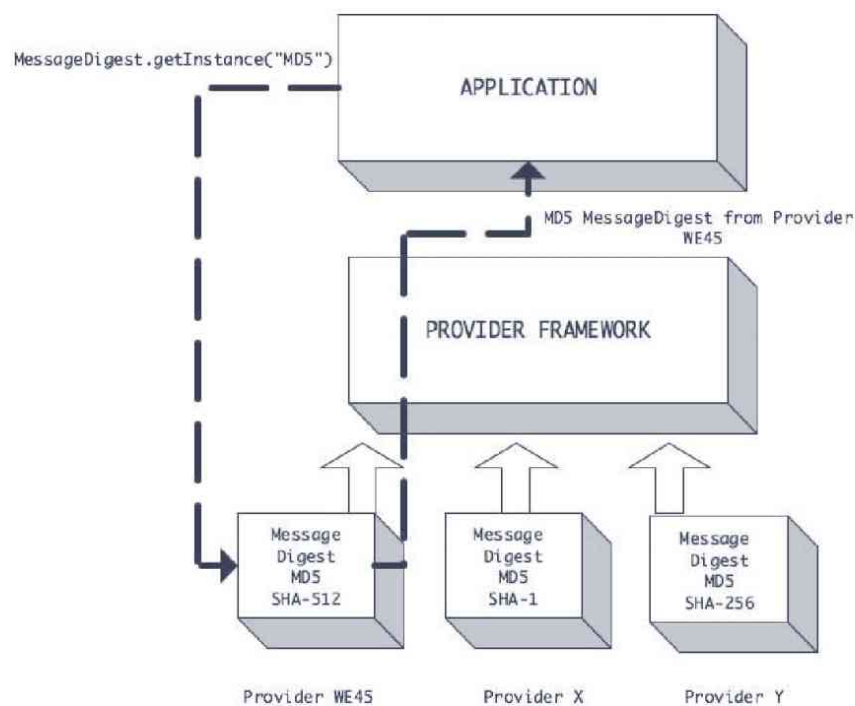 MessageDigest.getInstance("MD5")
APPLICATION
MD5 MessageDigest from Provider
WE45
PROVIDER FRAMEWORK
Message
Digest
MD5
SHA-512
Message
Digest
MD5
SHA-1
Message
Digest
MD5
SHA-256
Provider WE45
Provider X
Provider Y